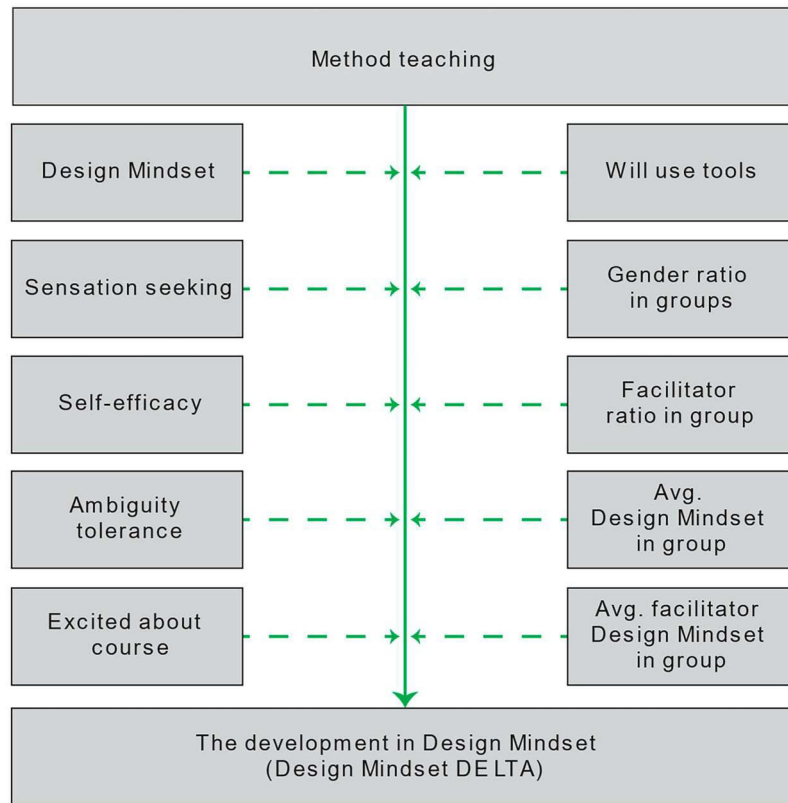 Method teaching
Design Mindset
Will use tools
Sensation seeking
Gender ratio
in groups
Self-efficacy
Facilitator
ratio in group
Ambiguity
tolerance
Avg.
Design Mindset
in group
Excited about
course
Avg. facilitator
Design Mindset
in group
The development in Design Mindset
(Design Mindset DELTA)